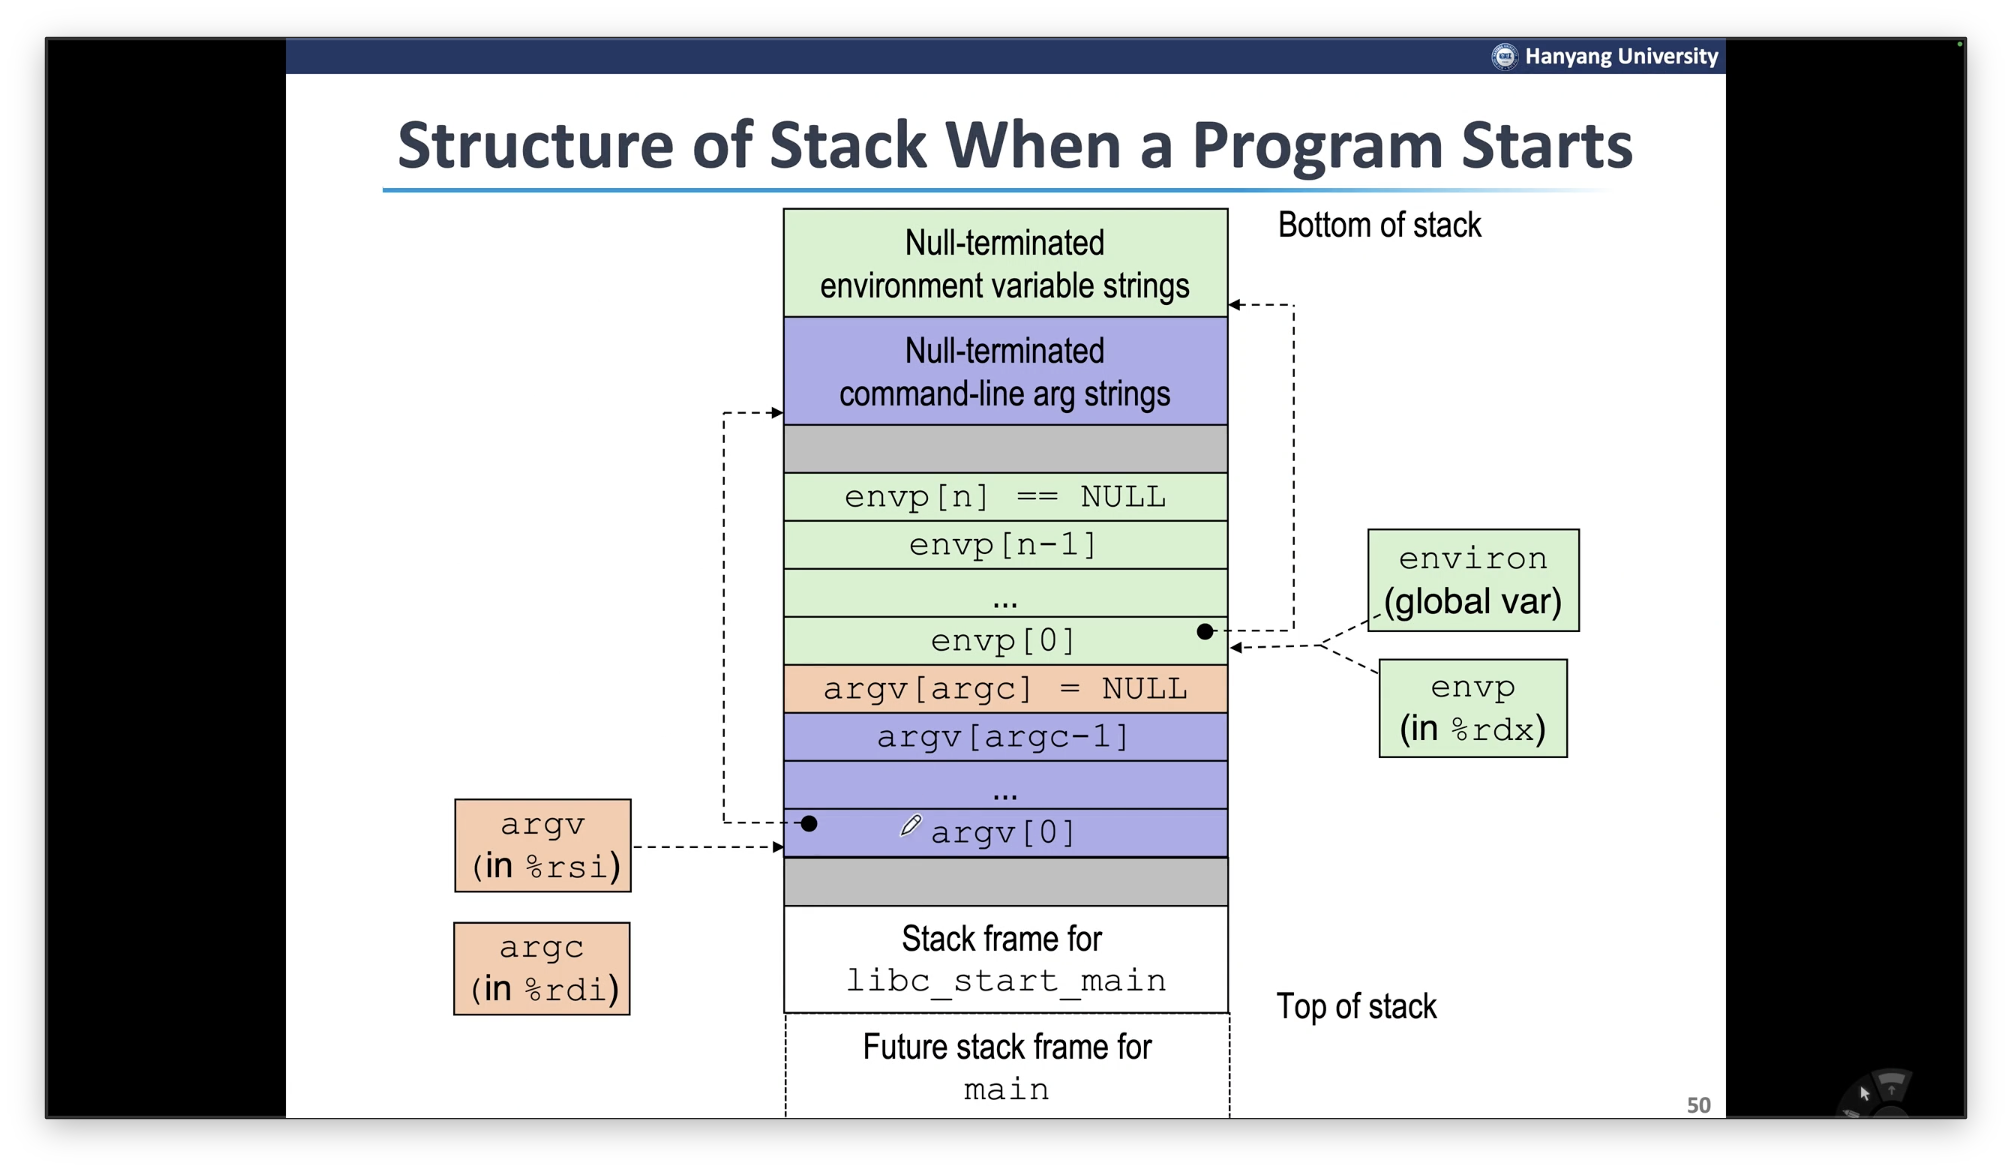 Hanyang University
Structure of Stack When a Program Starts
Bottom of stack
Null-terminated
environment variable strings
Null-terminated
command-line arg strings
envp[n] == NULL
envp[n-1]
...
envp[0]
environ
(global var)
envp
(in %rdx)
argv[argc] = NULL
argv[argc-1]
...
argv[0]
argv
(in %rsi)
argc
(in %rdi)
Stack frame for
libc_start_main
Top of stack
Future stack frame for
main
50